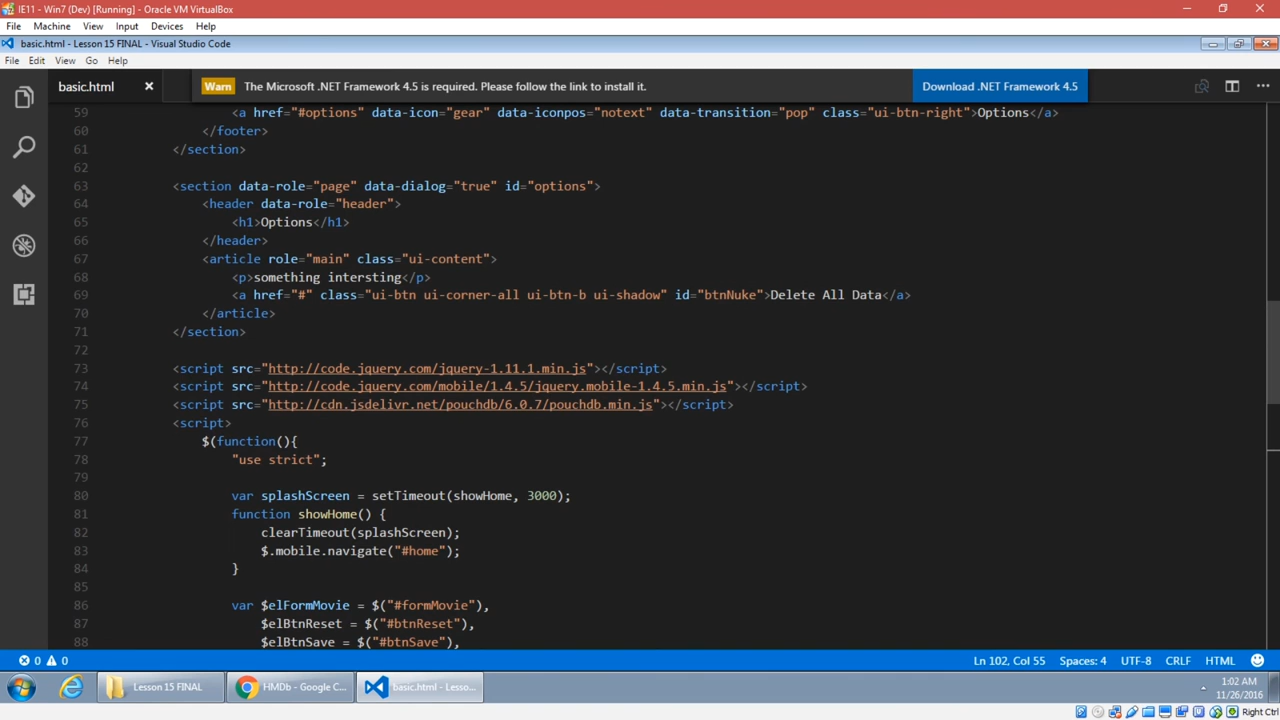 IE11 - Win7 (Dev) [Running] - Oracle VM VirtualBox
File Machine View Input Devices Help
basic.html - Lesson 15 FINAL - Visual Studio Code
File Edit View Go Help
basic.html
Warn The Microsoft .NET Framework 4.5 is required. Please follow the link to install it. Download .NET Framework 4.5
59 <a href="#options" data-icon="gear" data-iconpos="notext" data-transition="pop" class="ui-btn-right">Options</a>
60 </footer>
61 </section>
62
63 <section data-role="page" data-dialog="true" id="options">
64 <header data-role="header">
65 <h1>Options</h1>
66 </header>
67 <article role="main" class="ui-content">
68 <p>something intersting</p>
69 <a href="#" class="ui-btn ui-corner-all ui-btn-b ui-shadow" id="btnNuke">Delete All Data</a>
70 </article>
71 </section>
72
73 <script src="http://code.jquery.com/jquery-1.11.1.min.js"></script>
74 <script src="http://code.jquery.com/mobile/1.4.5/jquery.mobile-1.4.5.min.js"></script>
75 <script src="http://cdn.jsdelivr.net/pouchdb/6.0.7/pouchdb.min.js"></script>
76 <script>
77 $(function(){
78 "use strict";
79
80 var splashScreen = setTimeout(showHome, 3000);
81 function showHome() {
82 clearTimeout(splashScreen);
83 $.mobile.navigate("#home");
84 }
85
86 var $elFormMovie = $("#formMovie"),
87 $elBtnReset = $("#btnReset"),
88 $elBtnSave = $("#btnSave"),
0 0 Ln 102, Col 55 Spaces: 4 UTF-8 CRLF HTML
Lesson 15 FINAL HMDb - Google C... basic.html - Lesso... 1:02 AM
11/26/2016
Right Ctrl